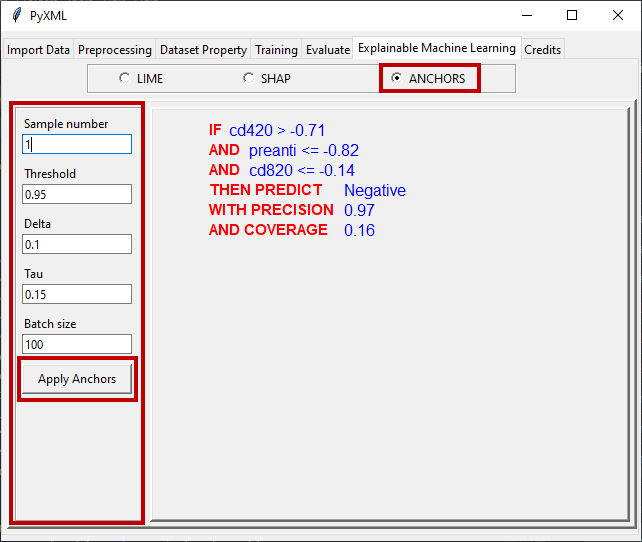 PyXML
Import Data Preprocessing Dataset Property Training Evaluate Explainable Machine Learning Credits
LIME SHAP ANCHORS
Sample number
1
Threshold
0.95
Delta
0.1
Tau
0.15
Batch size
100
Apply Anchors
IF cd420 > -0.71
AND preanti <= -0.82
AND cd820 <= -0.14
THEN PREDICT Negative
WITH PRECISION 0.97
AND COVERAGE 0.16